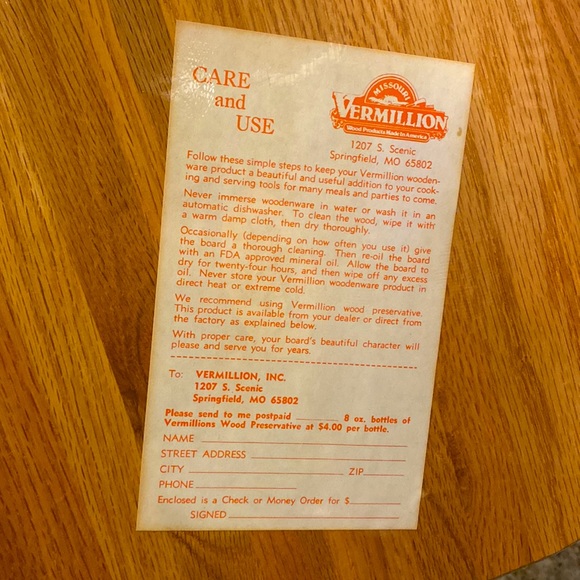 CARE
and
USE
MISSOURI
VERMILLION
Wood Products Made in America
1207 S. Scenic
Springfield, MO 65802
Follow these simple steps to keep your Vermillion wooden-
ware product a beautiful and useful addition to your cook-
ing and serving tools for many meals and parties to come.
Never immerse woodenware in water or wash it in an
automatic dishwasher. To clean the wood, wipe it with
a warm damp cloth, then dry thoroughly.
Occasionally (depending on how often you use it) give
the board a thorough cleaning. Then re-oil the board
with an FDA approved mineral oil. Allow the board to
dry for twenty-four hours, and then wipe off any excess
oil. Never store your Vermillion woodenware product in
direct heat or extreme cold.
We recommend using Vermillion wood preservative.
This product is available from your dealer or direct from
the factory as explained below.
With proper care, your board's beautiful character will
please and serve you for years.
To: VERMILLION, INC.
1207 S. Scenic
Springfield, MO 65802
Please send to me postpaid ________ 8 oz. bottles of
Vermillions Wood Preservative at $4.00 per bottle.
NAME
STREET ADDRESS
CITY ZIP
PHONE
Enclosed is a Check or Money Order for $
SIGNED